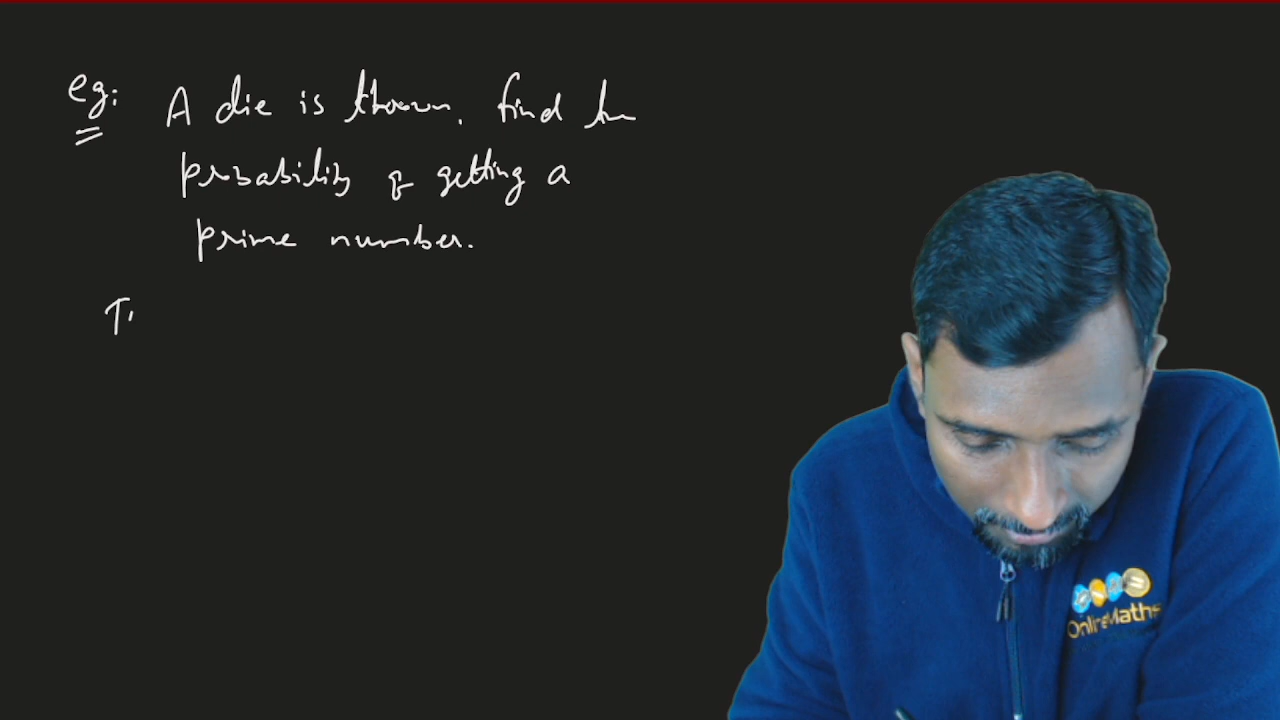 eg: A die is thrown. find the
probability of getting a
prime number.
T
OnlineMaths